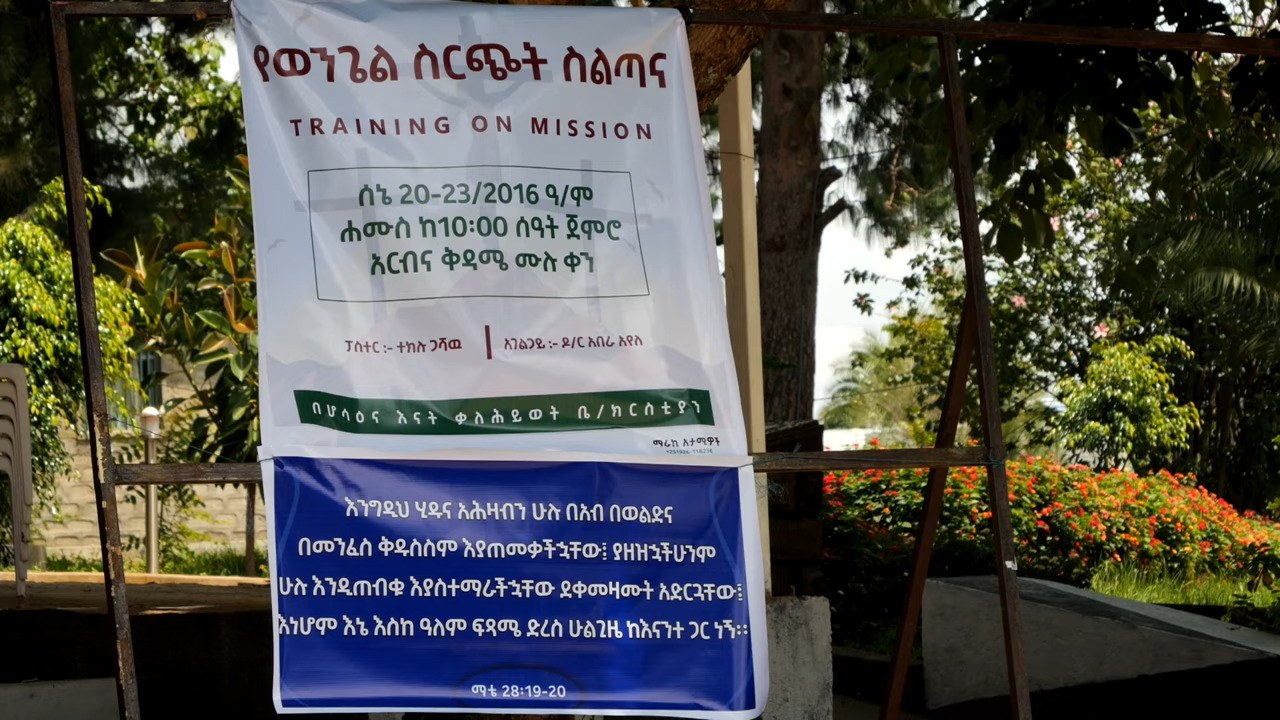 የወንጌል ስርጭት ስልጣና
TRAINING ON MISSION
ሰኔ 20-23/2016 ዓ/ም
ሐሙስ ከ10፡00 ሰዓት ጀምሮ
አርብና ቅዳሜ ሙሉ ቀን
ፓስተር :- ተክሉ ጋሻዉ
አገልጋይ :- ዶ/ር አበራ አየለ
በሆሳዕና እናት ቃለሕይወት ቤ/ክርስቲያን
ማራኪ አታሚዎች
እንግዲህ ሂዱና አሕዛብን ሁሉ በአብ በወልድና
በመንፈስ ቅዱስስም እያጠመቃችኋቸው፤ ያዘዝኋችሁንም
ሁሉ እንዲጠብቁ እያስተማራችኋቸው ደቀመዛሙት አድርጓቸው፤
እነሆም እኔ እስከ ዓለም ፍጻሜ ድረስ ሁልጊዜ ከእናንተ ጋር ነኝ።
ማቴ 28፡19-20